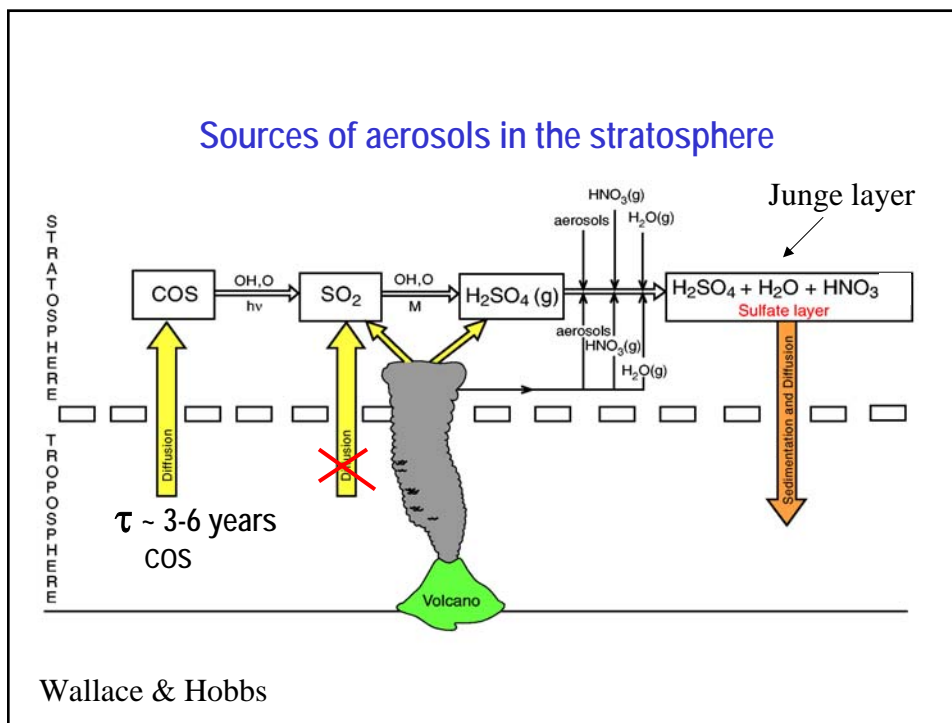 Sources of aerosols in the stratosphere
Junge layer
STRATOSPHERE
HNO₃(g)
aerosols
H₂O(g)
COS
OH,O
hν
SO₂
OH,O
M
H₂SO₄ (g)
aerosols
HNO₃(g)
H₂O(g)
H₂SO₄ + H₂O + HNO₃
Sulfate layer
TROPOSPHERE
Diffusion
Diffusion
Sedimentation and Diffusion
τ ~ 3-6 years
COS
Volcano
Wallace & Hobbs